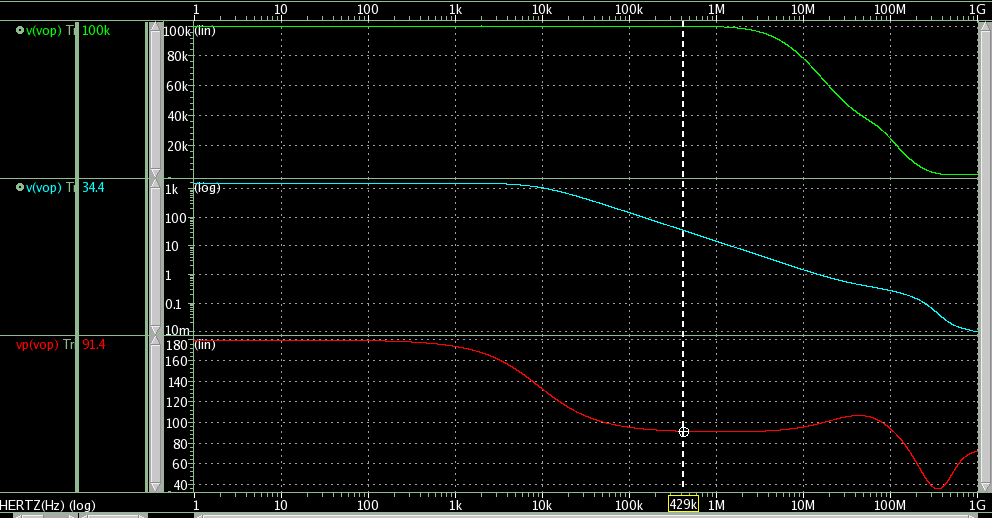 1 10 100 1k 10k 100k 1M 10M 100M 1G
v(vop) Tr 100k
100k (lin)
80k
60k
40k
20k
v(vop) Tr 34.4
1k (log)
100
10
1
0.1
10m
vp(vop) Tr 91.4
180 (lin)
160
140
120
100
80
60
40
HERTZ(Hz) (log)
1 10 100 1k 10k 100k 429k 1M 10M 100M 1G